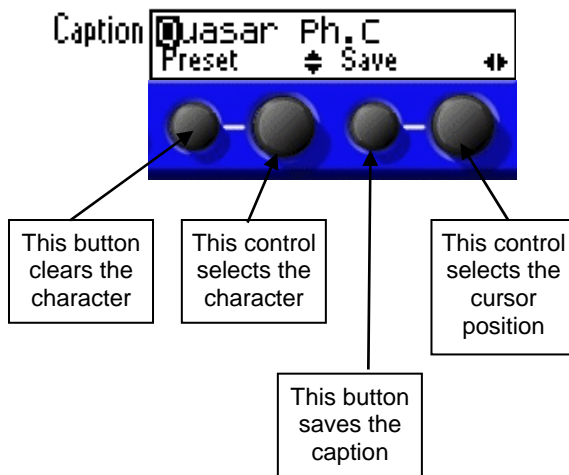 Caption Quasar Ph.C
Preset Save
This button
clears the
character
This control
selects the
character
This control
selects the
cursor
position
This button
saves the
caption